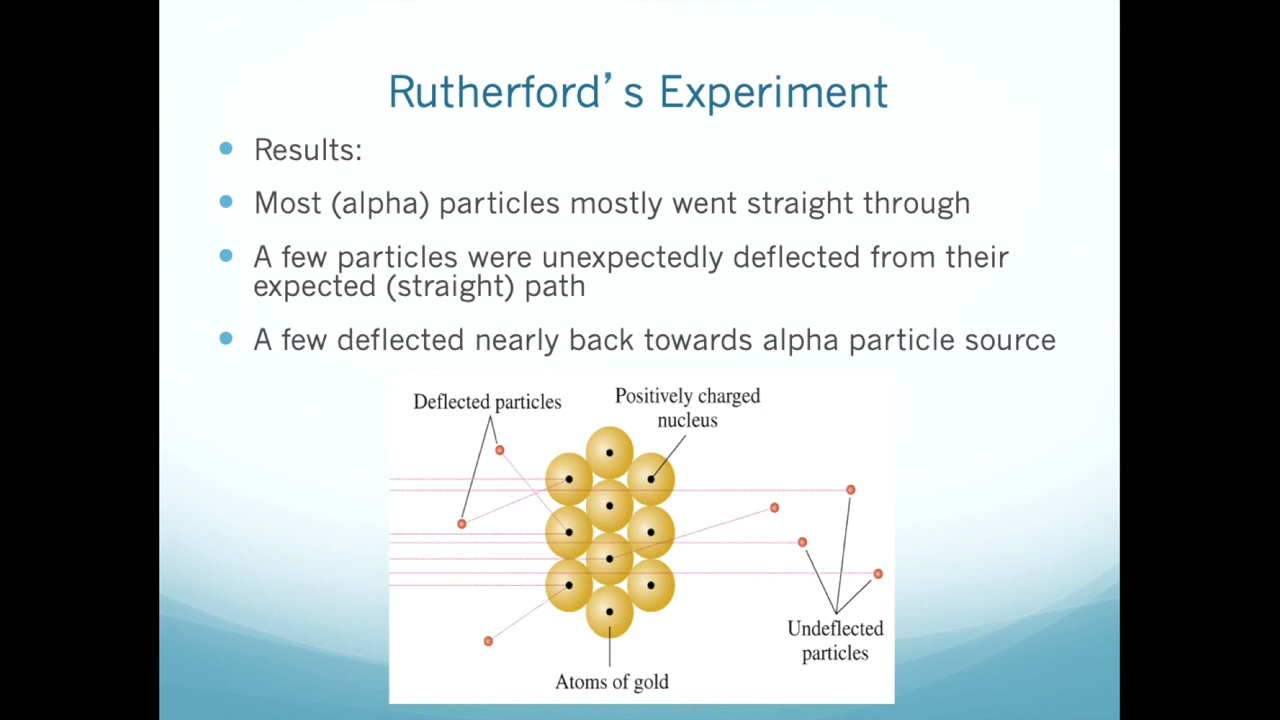 Rutherford’s Experiment
Results:
Most (alpha) particles mostly went straight through
A few particles were unexpectedly deflected from their
expected (straight) path
A few deflected nearly back towards alpha particle source
Deflected particles
Positively charged
nucleus
Undeflected
particles
Atoms of gold